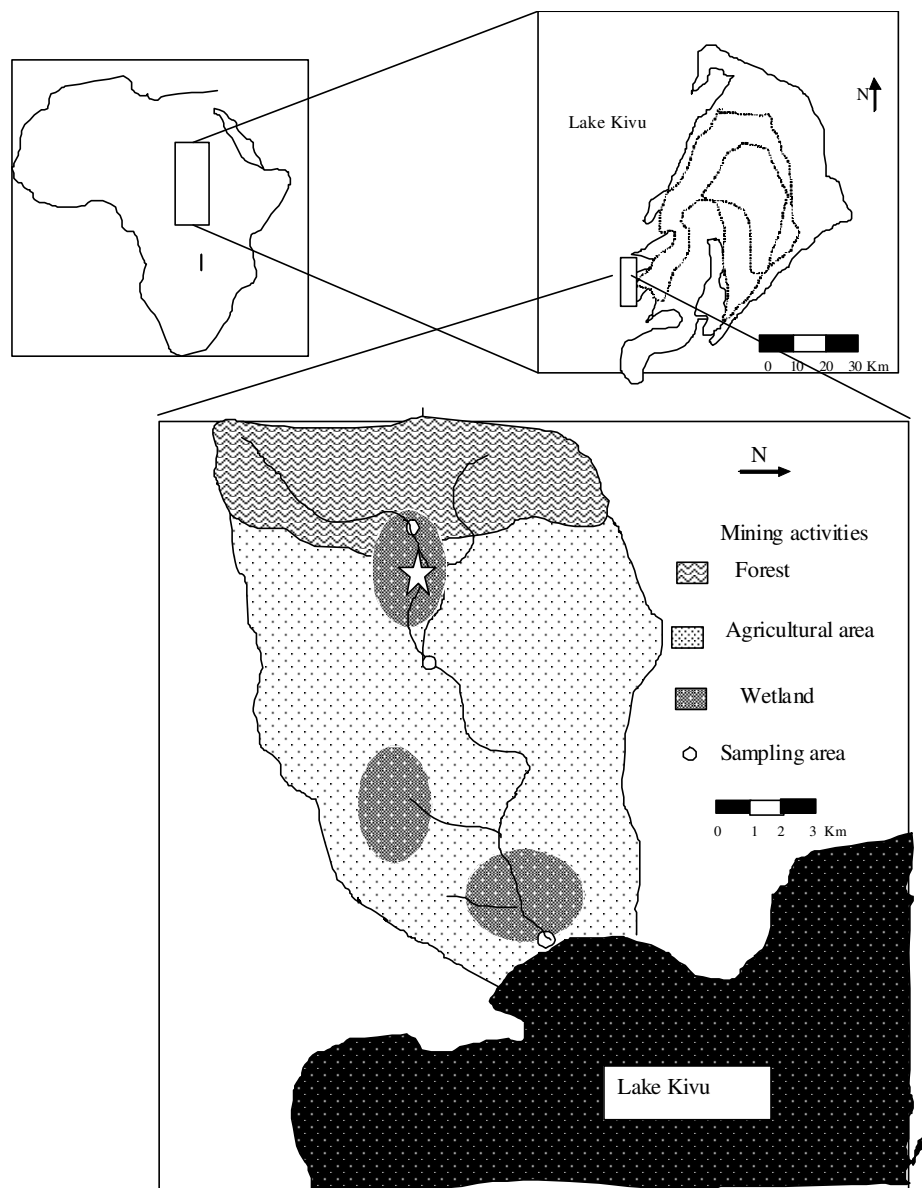 Lake Kivu
N
0 10 20 30 Km
N
Mining activities
Forest
Agricultural area
Wetland
Sampling area
0 1 2 3 Km
Lake Kivu